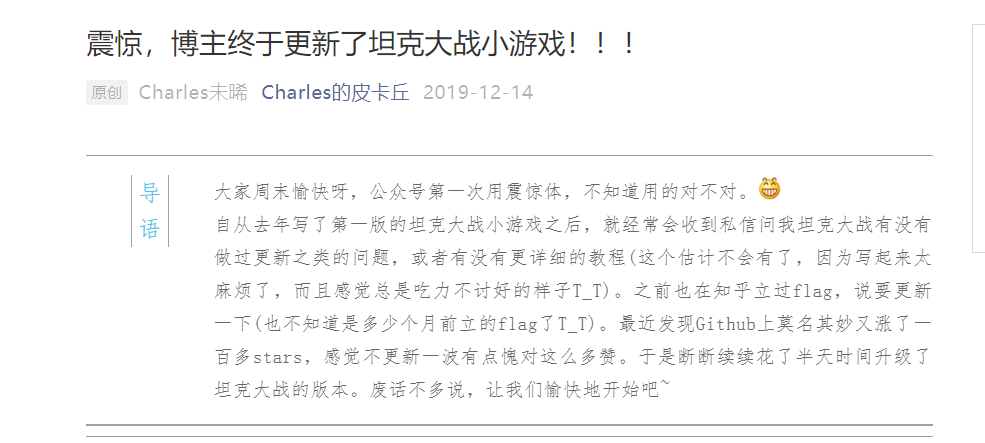 震惊，博主终于更新了坦克大战小游戏！！！
原创 Charles未晞 Charles的皮卡丘 2019-12-14
导语
大家周末愉快呀，公众号第一次用震惊体，不知道用的对不对。
自从去年写了第一版的坦克大战小游戏之后，就经常会收到私信问我坦克大战有没有
做过更新之类的问题，或者有没有更详细的教程(这个估计不会有了，因为写起来太
麻烦了，而且感觉总是吃力不讨好的样子T_T)。之前也在知乎立过flag，说要更新
一下(也不知道是多少个月前立的flag了T_T)。最近发现Github上莫名其妙又涨了一
百多stars，感觉不更新一波有点愧对这么多赞。于是断断续续花了半天时间升级了
坦克大战的版本。废话不多说，让我们愉快地开始吧~